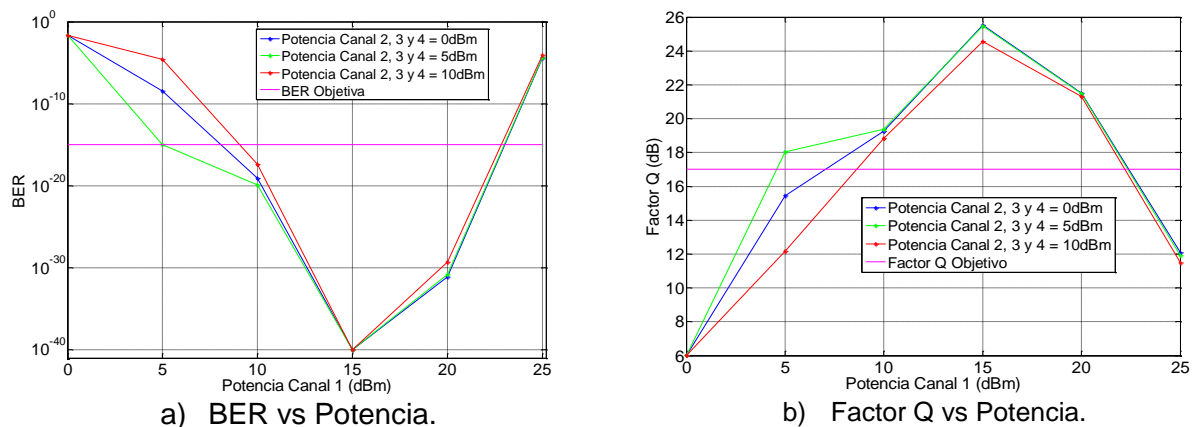 10^0
10^-10
10^-20
10^-30
10^-40
BER
0 5 10 15 20 25
Potencia Canal 1 (dBm)
Potencia Canal 2, 3 y 4 = 0dBm
Potencia Canal 2, 3 y 4 = 5dBm
Potencia Canal 2, 3 y 4 = 10dBm
BER Objetiva
a) BER vs Potencia.
26
24
22
20
18
16
14
12
10
8
6
Factor Q (dB)
0 5 10 15 20 25
Potencia Canal 1 (dBm)
Potencia Canal 2, 3 y 4 = 0dBm
Potencia Canal 2, 3 y 4 = 5dBm
Potencia Canal 2, 3 y 4 = 10dBm
Factor Q Objetivo
b) Factor Q vs Potencia.